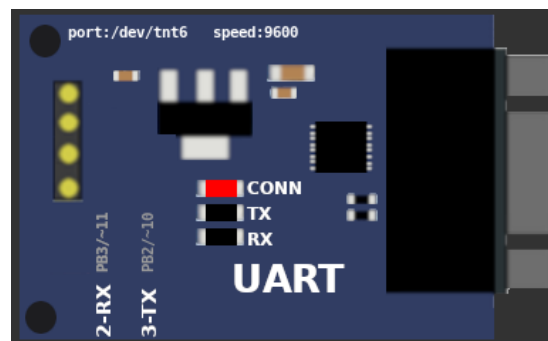 port:/dev/tnt6 speed:9600
CONN
TX
RX
UART
2-RX PB3/~11
3-TX PB2/~10